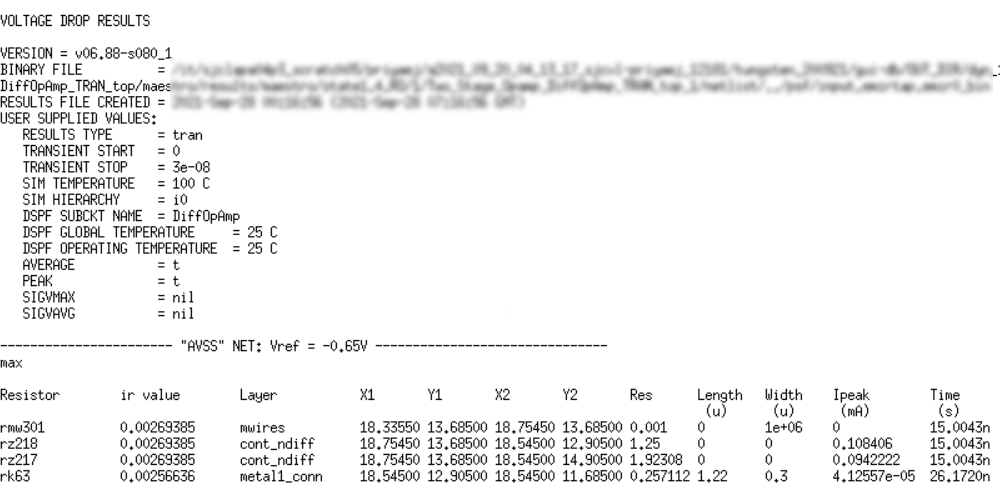 VOLTAGE DROP RESULTS
VERSION = v06.88-s080_1
BINARY FILE =
DiffOpAmp_TRAN_top/maes
RESULTS FILE CREATED =
USER SUPPLIED VALUES:
RESULTS TYPE = tran
TRANSIENT START = 0
TRANSIENT STOP = 3e-08
SIM TEMPERATURE = 100 C
SIM HIERARCHY = i0
DSPF SUBCKT NAME = DiffOpAmp
DSPF GLOBAL TEMPERATURE = 25 C
DSPF OPERATING TEMPERATURE = 25 C
AVERAGE = t
PEAK = t
SIGVMAX = nil
SIGVAVG = nil
----------------------- "AVSS" NET: Vref = -0.65V -------------------------------
max
Resistor ir value Layer X1 Y1 X2 Y2 Res Length Width Ipeak Time
(u) (u) (mA) (s)
rmw301 0.00269385 mwires 18.33550 13.68500 18.75450 13.68500 0.001 0 1e+06 0 15.0043n
rz218 0.00269385 cont_ndiff 18.75450 13.68500 18.54500 12.90500 1.25 0 0 0.108406 15.0043n
rz217 0.00269385 cont_ndiff 18.75450 13.68500 18.54500 14.90500 1.92308 0 0 0.0942222 15.0043n
rk63 0.00256636 metal1_conn 18.54500 12.90500 18.54500 11.68500 0.257112 1.22 0.3 4.12557e-05 26.1720n